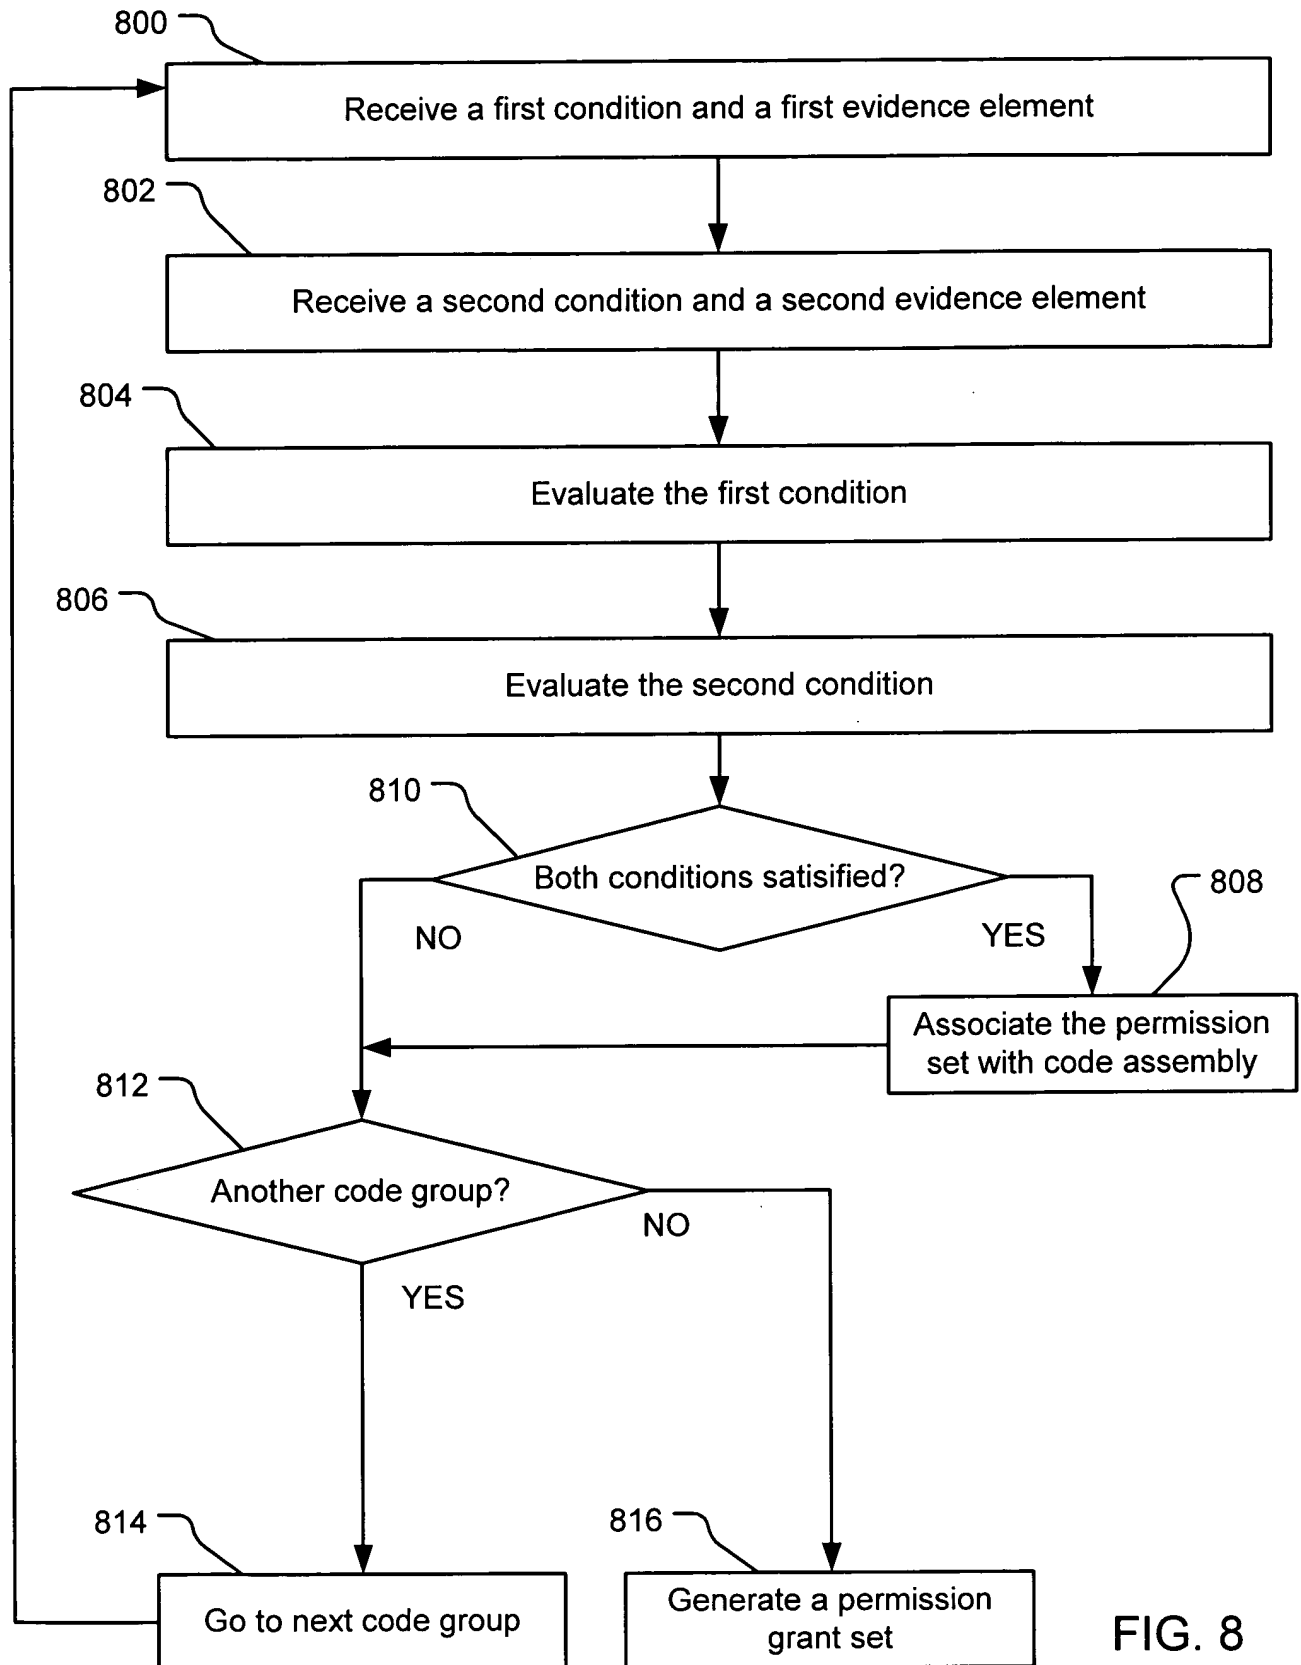 800
Receive a first condition and a first evidence element
802
Receive a second condition and a second evidence element
804
Evaluate the first condition
806
Evaluate the second condition
810
Both conditions satisified?
808
NO
YES
Associate the permission
set with code assembly
812
Another code group?
NO
YES
814
816
Go to next code group
Generate a permission
grant set
FIG. 8